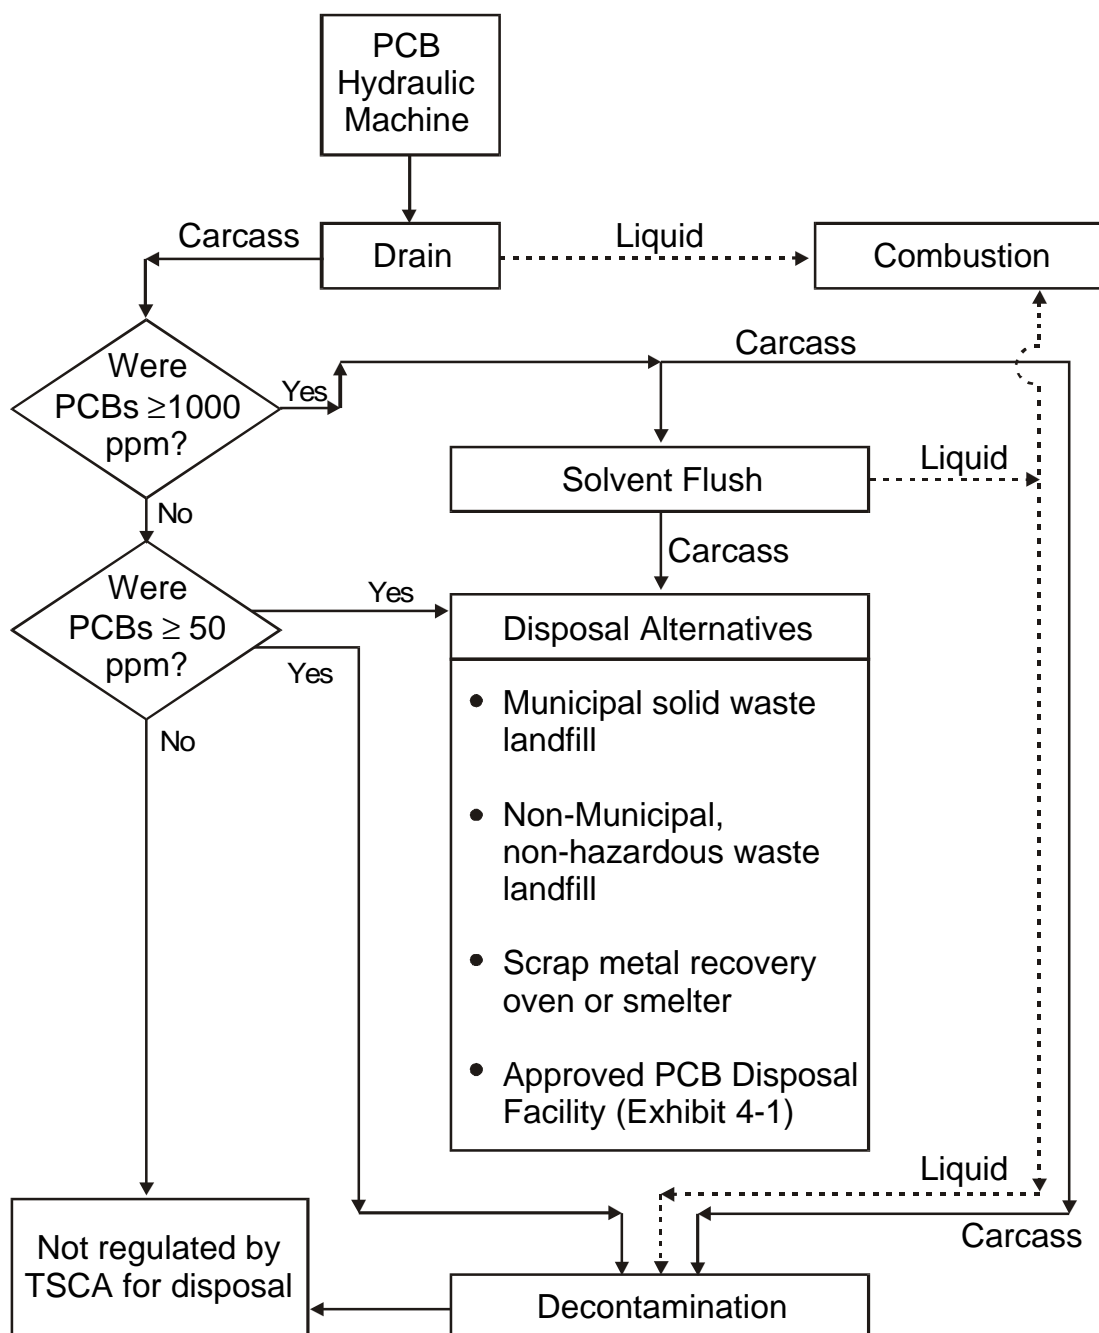 PCB
Hydraulic
Machine
Carcass
Drain
Liquid
Combustion
Were
PCBs ≥1000
ppm?
Yes
Carcass
Solvent Flush
Liquid
No
Carcass
Were
PCBs ≥ 50
ppm?
Yes
Yes
No
Disposal Alternatives
• Municipal solid waste
landfill
• Non-Municipal,
non-hazardous waste
landfill
• Scrap metal recovery
oven or smelter
• Approved PCB Disposal
Facility (Exhibit 4-1)
Liquid
Carcass
Not regulated by
TSCA for disposal
Decontamination